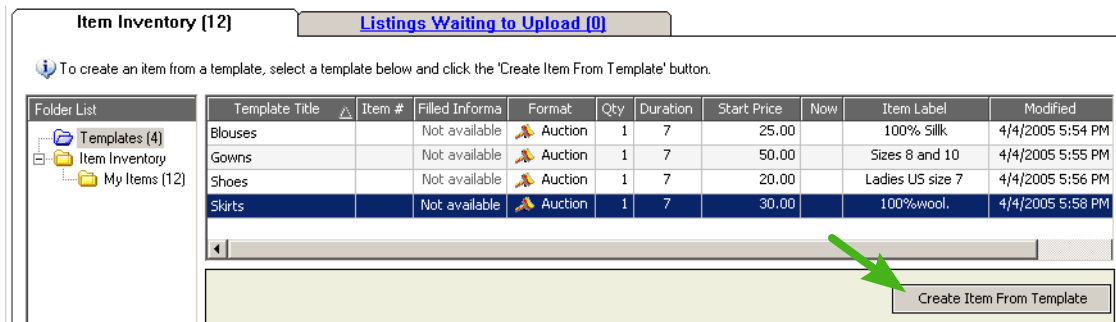 Item Inventory (12) Listings Waiting to Upload (0)
To create an item from a template, select a template below and click the 'Create Item From Template' button.
Folder List
Templates (4)
Item Inventory
My Items (12)
Template Title Item # Filled Informa Format Qty Duration Start Price Now Item Label Modified
Blouses Not available Auction 1 7 25.00 100% Sillk 4/4/2005 5:54 PM
Gowns Not available Auction 1 7 50.00 Sizes 8 and 10 4/4/2005 5:55 PM
Shoes Not available Auction 1 7 20.00 Ladies US size 7 4/4/2005 5:56 PM
Skirts Not available Auction 1 7 30.00 100%wool. 4/4/2005 5:58 PM
Create Item From Template